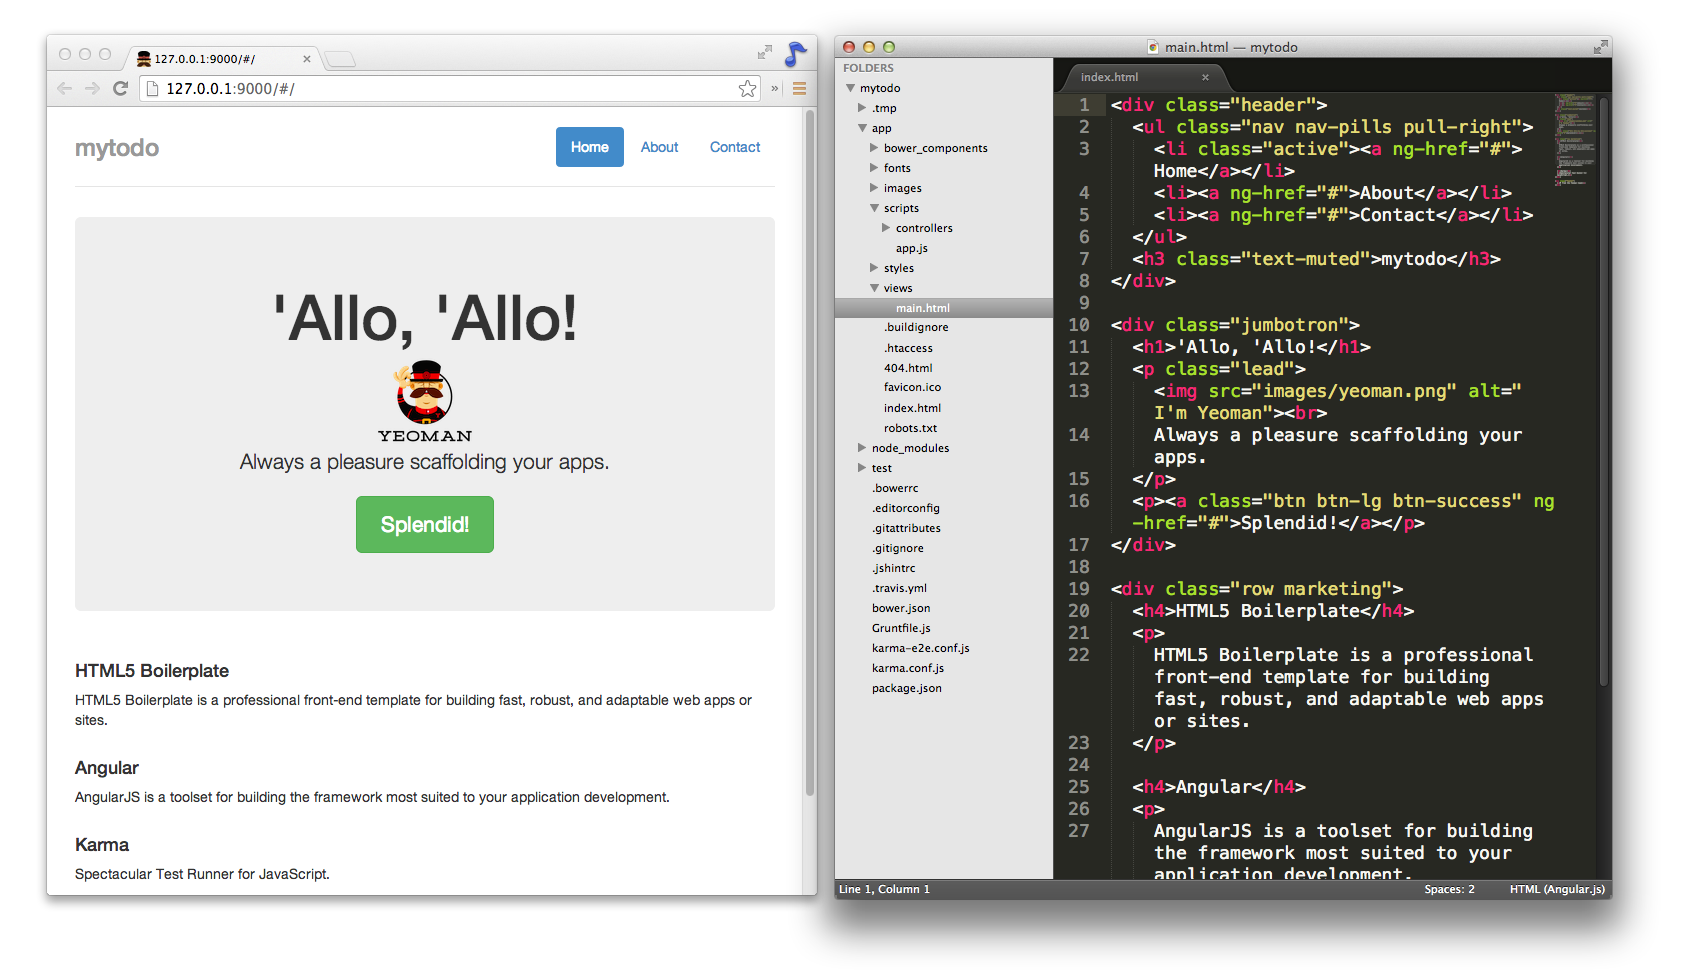 127.0.0.1:9000/#/
127.0.0.1:9000/#/
mytodo
Home
About
Contact
'Allo, 'Allo!
YEOMAN
Always a pleasure scaffolding your apps.
Splendid!
HTML5 Boilerplate
HTML5 Boilerplate is a professional front-end template for building fast, robust, and adaptable web apps or
sites.
Angular
AngularJS is a toolset for building the framework most suited to your application development.
Karma
Spectacular Test Runner for JavaScript.
main.html — mytodo
FOLDERS
mytodo
.tmp
app
bower_components
fonts
images
scripts
controllers
app.js
styles
views
main.html
.buildignore
.htaccess
404.html
favicon.ico
index.html
robots.txt
node_modules
test
.bowerrc
.editorconfig
.gitattributes
.gitignore
.jshintrc
.travis.yml
bower.json
Gruntfile.js
karma-e2e.conf.js
karma.conf.js
package.json
index.html
1 <div class="header">
2 <ul class="nav nav-pills pull-right">
3 <li class="active"><a ng-href="#">
Home</a></li>
4 <li><a ng-href="#">About</a></li>
5 <li><a ng-href="#">Contact</a></li>
6 </ul>
7 <h3 class="text-muted">mytodo</h3>
8 </div>
9
10 <div class="jumbotron">
11 <h1>'Allo, 'Allo!</h1>
12 <p class="lead">
13 <img src="images/yeoman.png" alt="
I'm Yeoman"><br>
14 Always a pleasure scaffolding your
apps.
15 </p>
16 <p><a class="btn btn-lg btn-success" ng
-href="#">Splendid!</a></p>
17 </div>
18
19 <div class="row marketing">
20 <h4>HTML5 Boilerplate</h4>
21 <p>
22 HTML5 Boilerplate is a professional
front-end template for building
fast, robust, and adaptable web apps
or sites.
23 </p>
24
25 <h4>Angular</h4>
26 <p>
27 AngularJS is a toolset for building
the framework most suited to your
application development.
Line 1, Column 1
Spaces: 2
HTML (Angular.js)